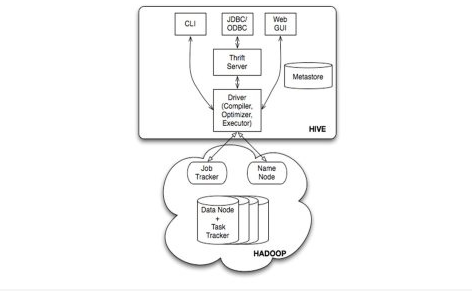 CLI
JDBC/
ODBC
Web
GUI
Thrift
Server
Metastore
Driver
(Compiler,
Optimizer,
Executor)
HIVE
Job
Tracker
Name
Node
Data Node
+
Task
Tracker
HADOOP